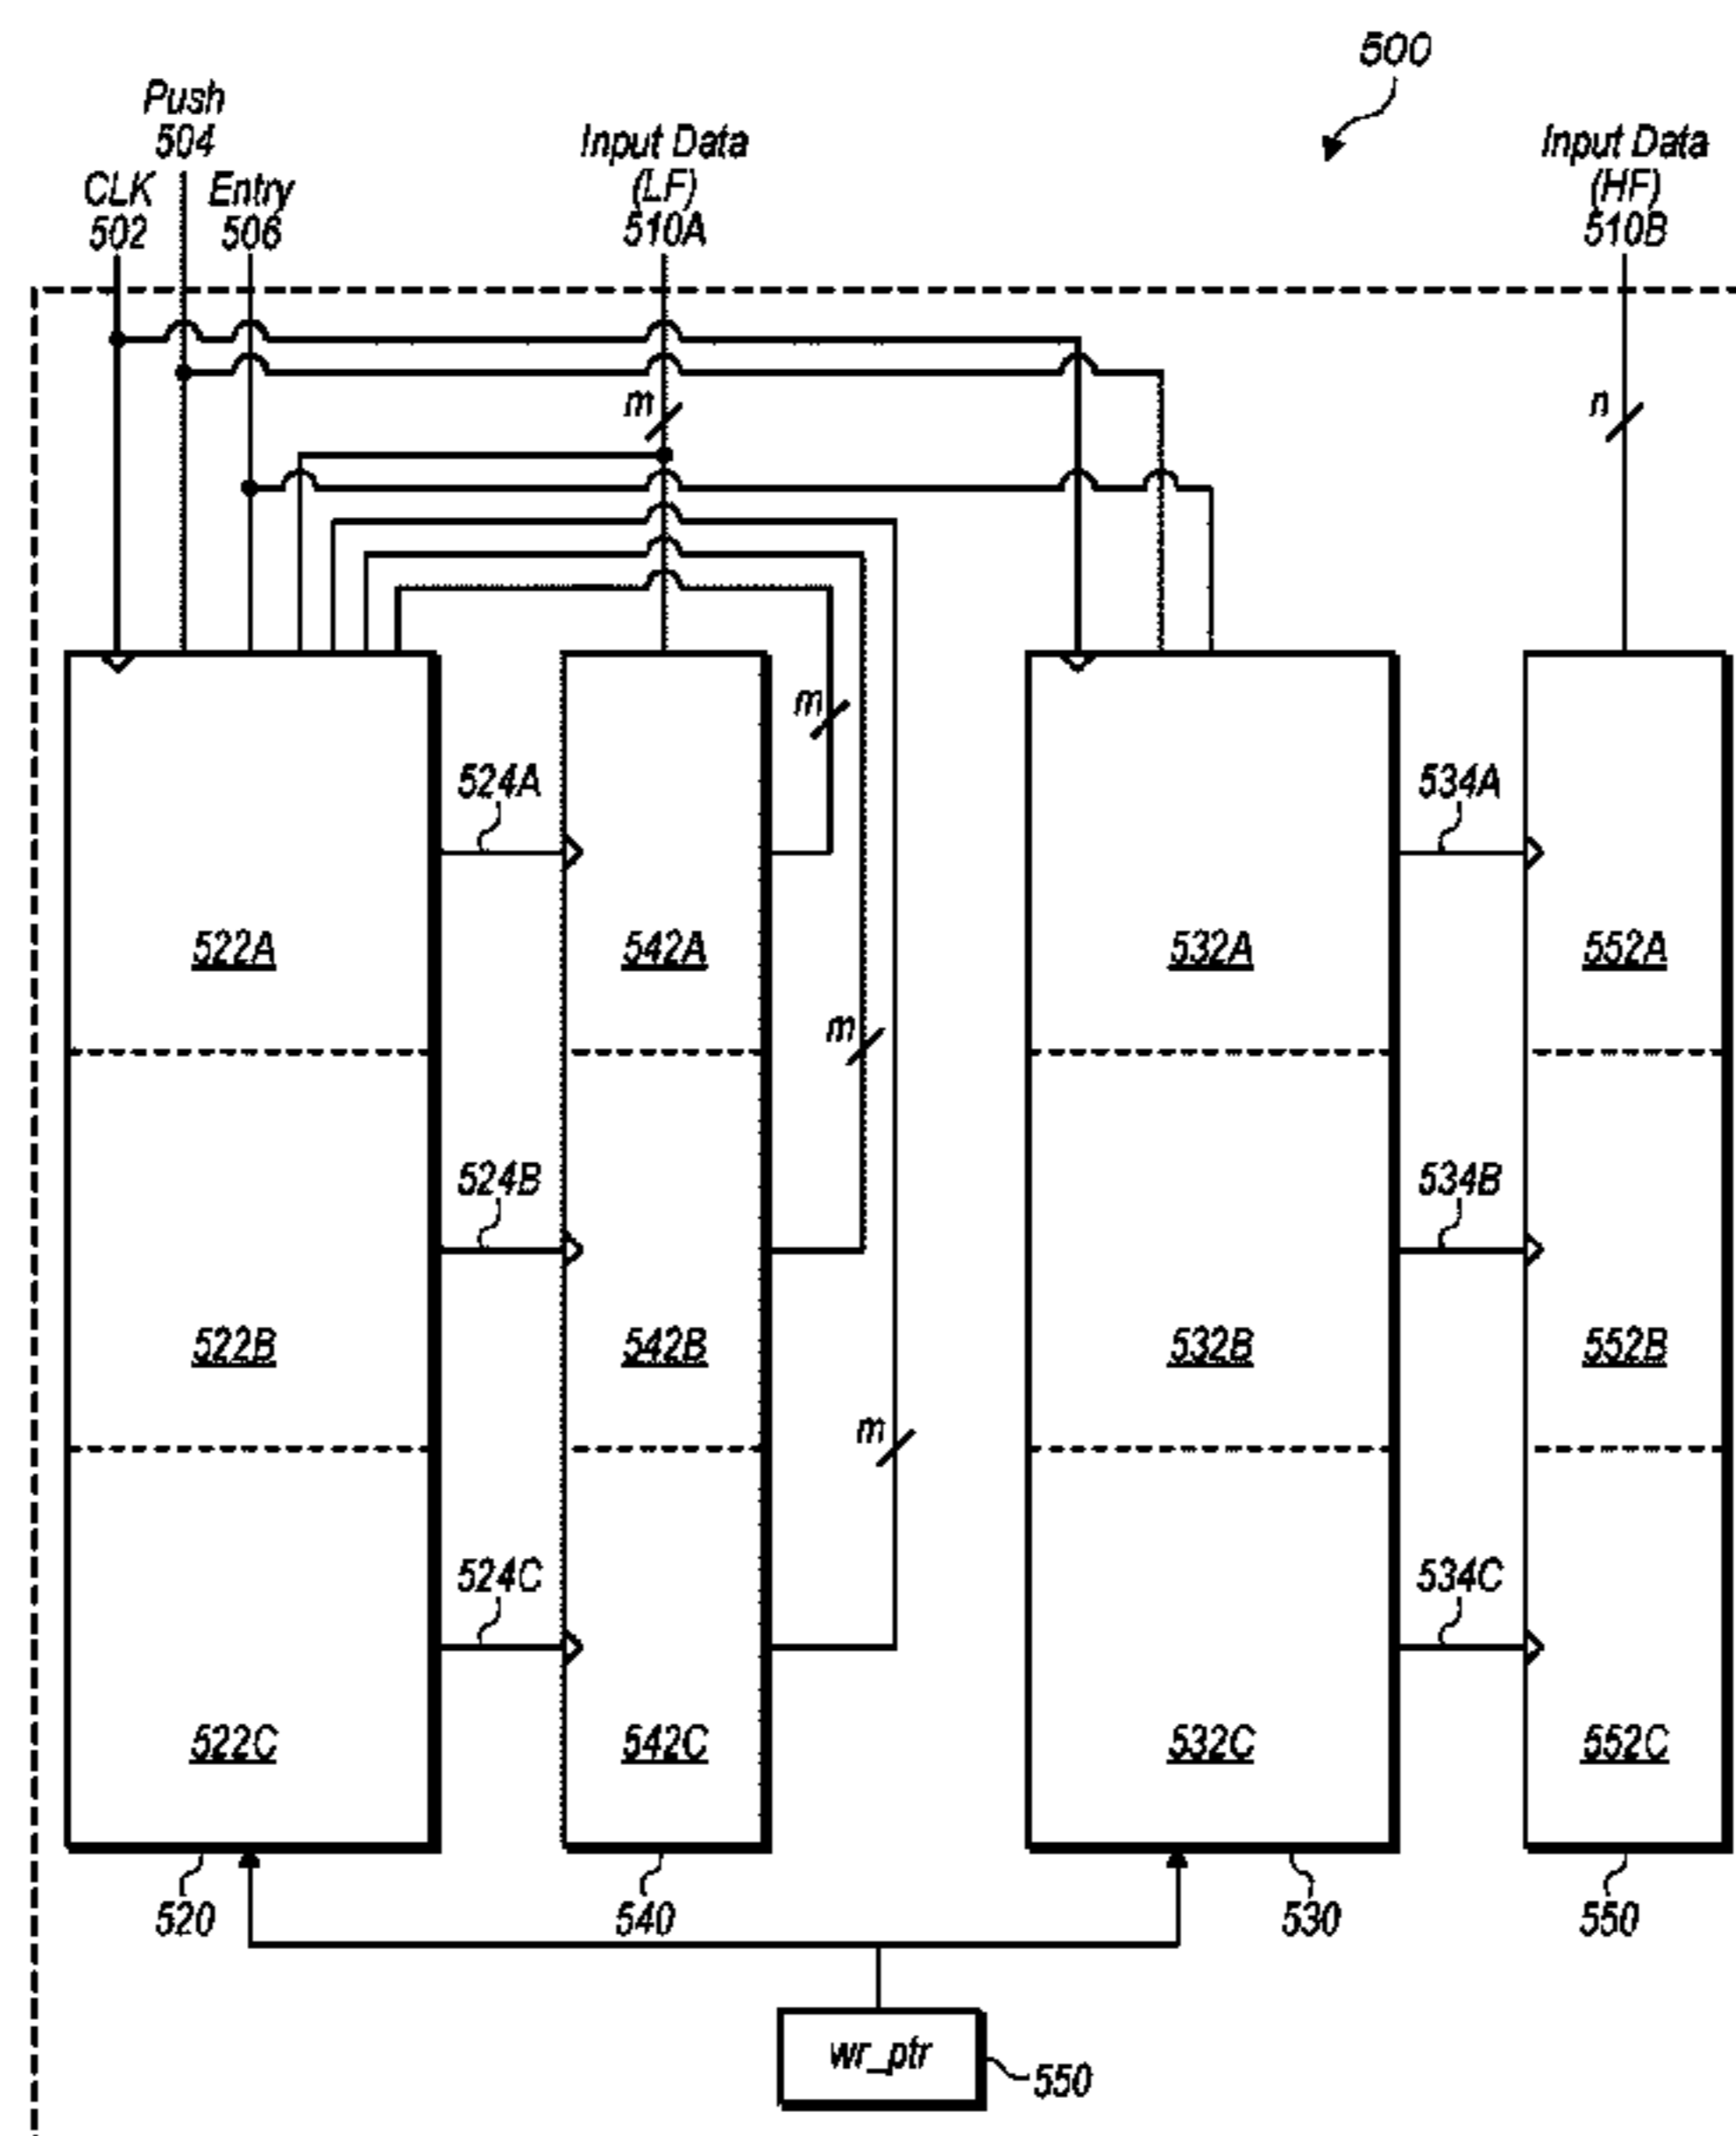 500
Push
504
CLK
502
Entry
506
Input Data
(LF)
510A
Input Data
(HF)
510B
m
n
m
524A
534A
522A
542A
532A
552A
m
524B
534B
522B
542B
532B
552B
m
524C
534C
522C
542C
532C
552C
520
540
530
550
wr_ptr
550